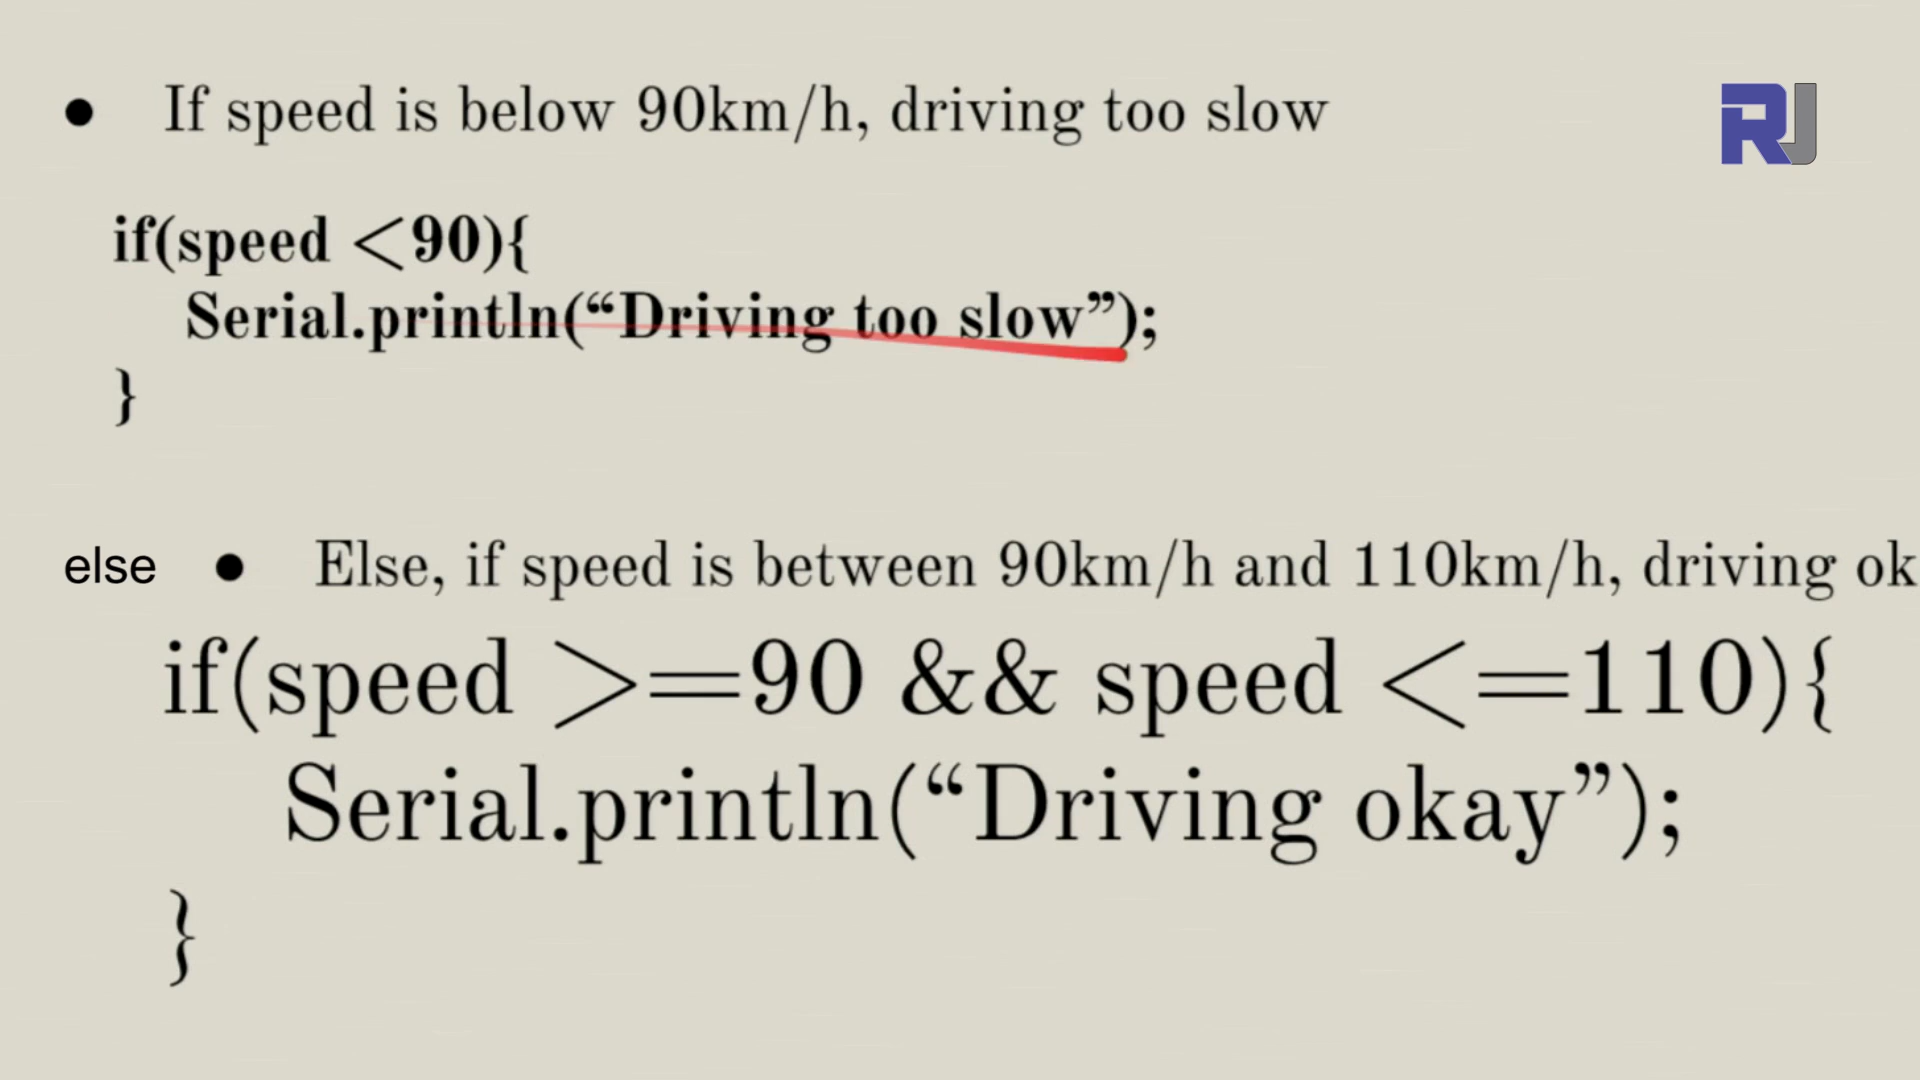 ● If speed is below 90km/h, driving too slow
RJ
if(speed <90){
Serial.println(“Driving too slow”);
}
else ● Else, if speed is between 90km/h and 110km/h, driving ok
if(speed >=90 && speed <=110){
Serial.println(“Driving okay”);
}